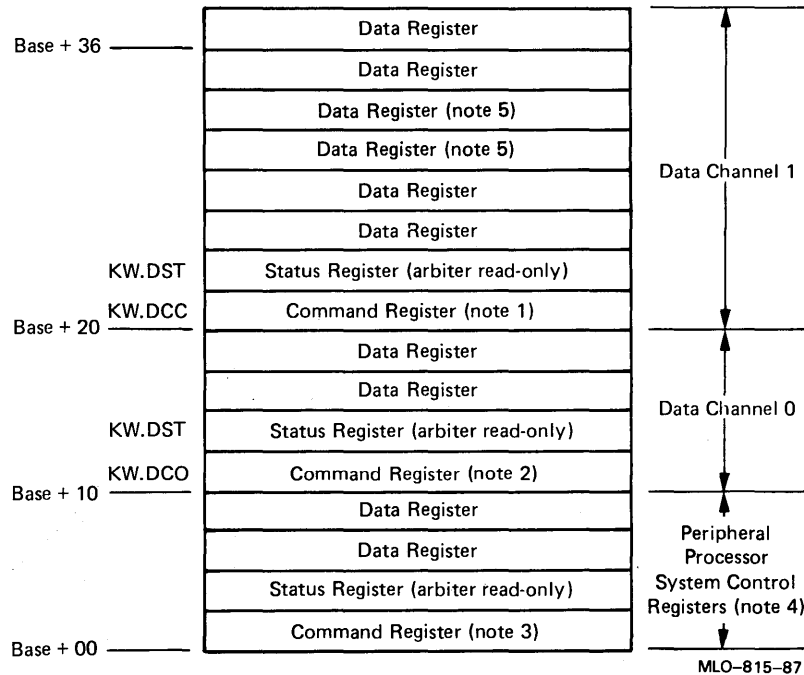 Data Register
Base + 36
Data Register
Data Register (note 5)
Data Register (note 5)
Data Channel 1
Data Register
Data Register
KW.DST Status Register (arbiter read-only)
KW.DCC Command Register (note 1)
Base + 20
Data Register
Data Register
Data Channel 0
KW.DST Status Register (arbiter read-only)
KW.DCO Command Register (note 2)
Base + 10
Data Register
Peripheral
Data Register
Processor
System Control
Status Register (arbiter read-only)
Registers (note 4)
Command Register (note 3)
Base + 00
MLO-815-87